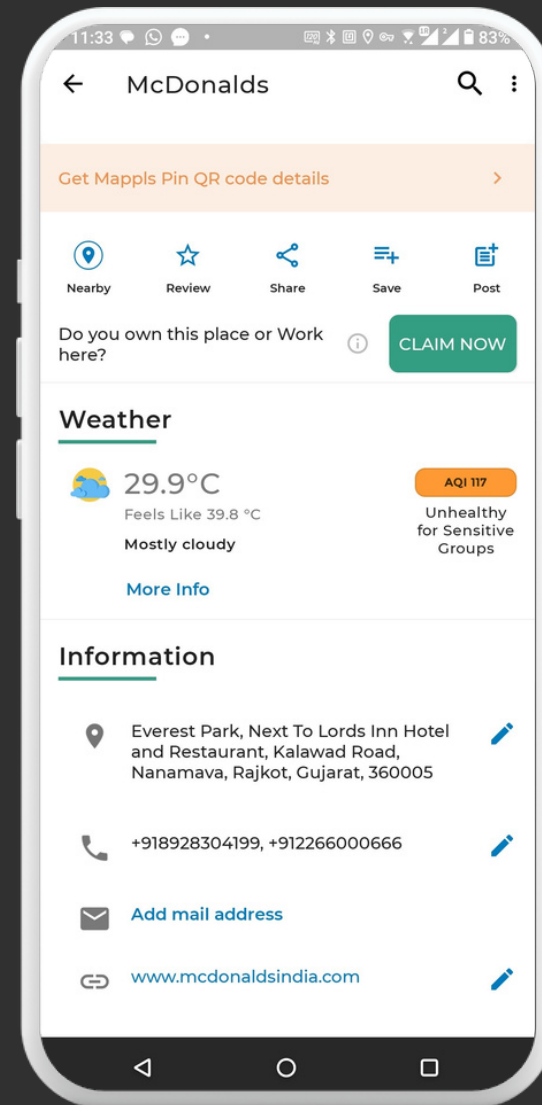 11:33
83%
McDonalds
Get Mappls Pin QR code details
Nearby
Review
Share
Save
Post
Do you own this place or Work
here?
CLAIM NOW
Weather
29.9°C
Feels Like 39.8 °C
Mostly cloudy
More Info
AQI 117
Unhealthy
for Sensitive
Groups
Information
Everest Park, Next To Lords Inn Hotel
and Restaurant, Kalawad Road,
Nanamava, Rajkot, Gujarat, 360005
+918928304199, +912266000666
Add mail address
www.mcdonaldsindia.com